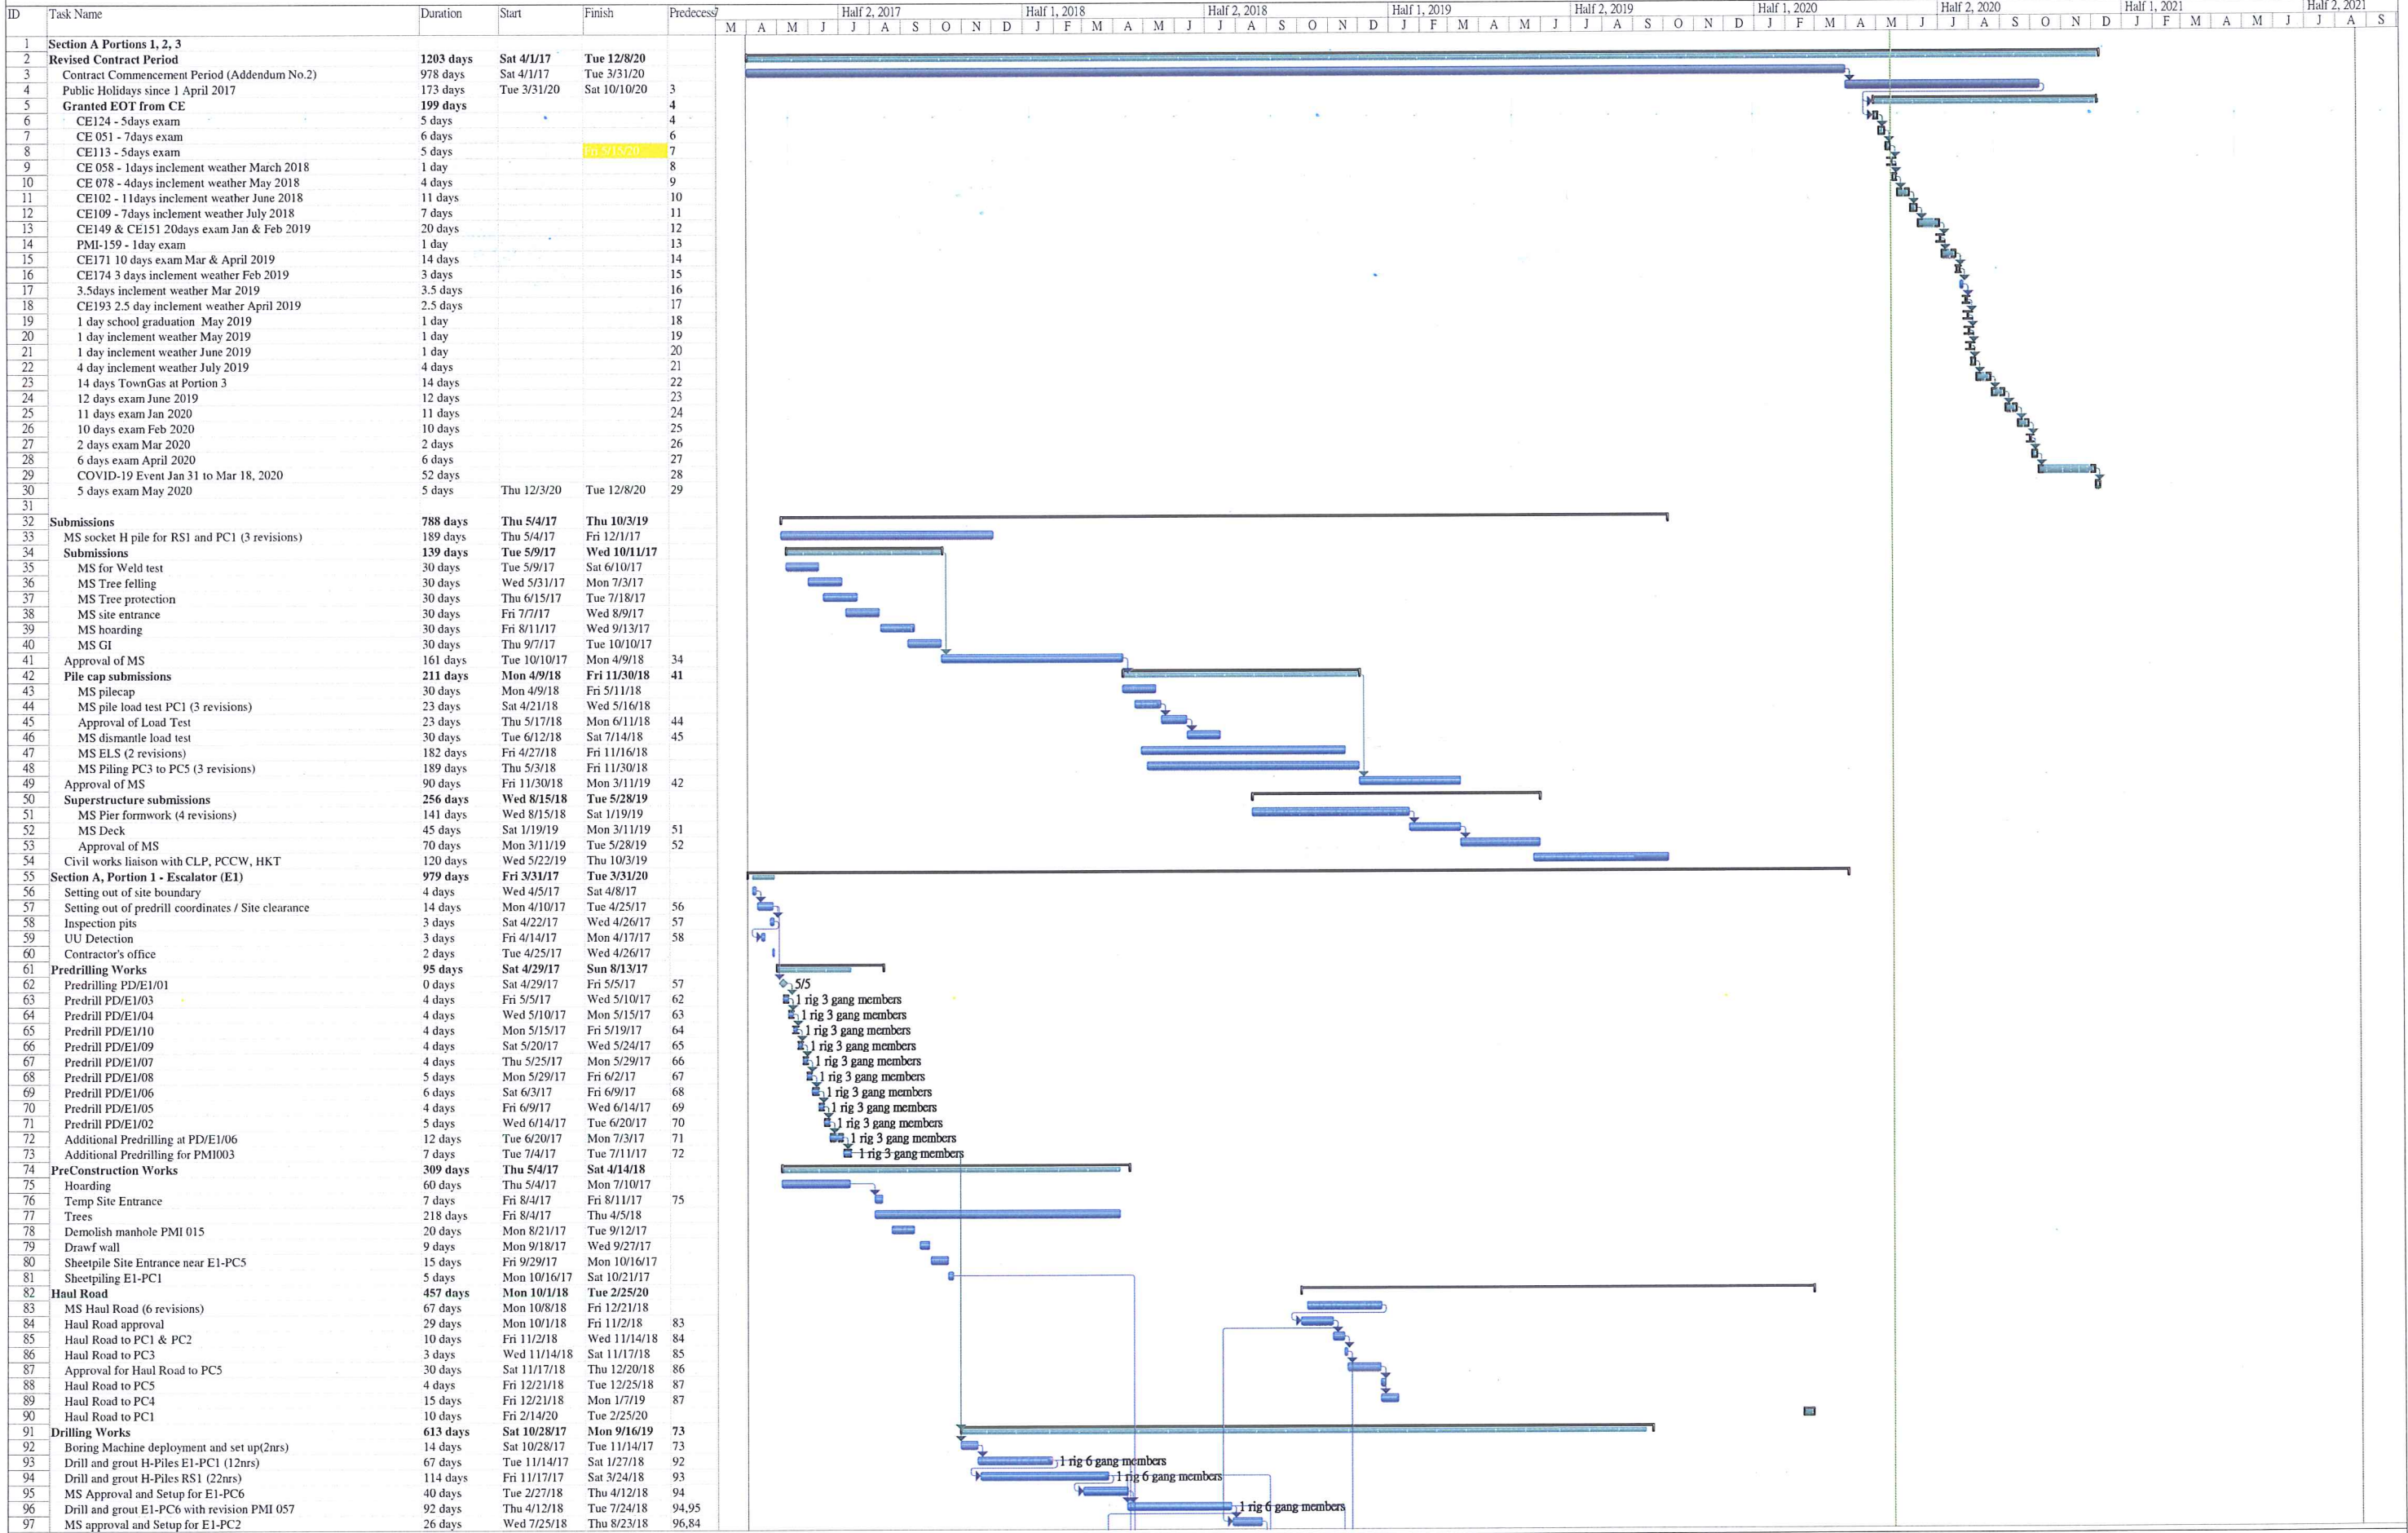 ID Task Name Duration Start Finish Predecess7 Half 2, 2017 Half 1, 2018 Half 2, 2018 Half 1, 2019 Half 2, 2019 Half 1, 2020 Half 2, 2020 Half 1, 2021 Half 2, 2021
M A M J J A S O N D J F M A M J J A S O N D J F M A M J J A S O N D J F M A M J J A S O N D J F M A M J J A S
1 Section A Portions 1, 2, 3
2 Revised Contract Period 1203 days Sat 4/1/17 Tue 12/8/20
3 Contract Commencement Period (Addendum No.2) 978 days Sat 4/1/17 Tue 3/31/20
4 Public Holidays since 1 April 2017 173 days Tue 3/31/20 Sat 10/10/20 3
5 Granted EOT from CE 199 days 4
6 CE124 - 5days exam 5 days 4
7 CE 051 - 7days exam 6 days 6
8 CE113 - 5days exam 5 days Fri 5/15/20 7
9 CE 058 - 1days inclement weather March 2018 1 day 8
10 CE 078 - 4days inclement weather May 2018 4 days 9
11 CE102 - 11days inclement weather June 2018 11 days 10
12 CE109 - 7days inclement weather July 2018 7 days 11
13 CE149 & CE151 20days exam Jan & Feb 2019 20 days 12
14 PMI-159 - 1day exam 1 day 13
15 CE171 10 days exam Mar & April 2019 14 days 14
16 CE174 3 days inclement weather Feb 2019 3 days 15
17 3.5days inclement weather Mar 2019 3.5 days 16
18 CE193 2.5 day inclement weather April 2019 2.5 days 17
19 1 day school graduation May 2019 1 day 18
20 1 day inclement weather May 2019 1 day 19
21 1 day inclement weather June 2019 1 day 20
22 4 day inclement weather July 2019 4 days 21
23 14 days TownGas at Portion 3 14 days 22
24 12 days exam June 2019 12 days 23
25 11 days exam Jan 2020 11 days 24
26 10 days exam Feb 2020 10 days 25
27 2 days exam Mar 2020 2 days 26
28 6 days exam April 2020 6 days 27
29 COVID-19 Event Jan 31 to Mar 18, 2020 52 days 28
30 5 days exam May 2020 5 days Thu 12/3/20 Tue 12/8/20 29
31
32 Submissions 788 days Thu 5/4/17 Thu 10/3/19
33 MS socket H pile for RS1 and PC1 (3 revisions) 189 days Thu 5/4/17 Fri 12/1/17
34 Submissions 139 days Tue 5/9/17 Wed 10/11/17
35 MS for Weld test 30 days Tue 5/9/17 Sat 6/10/17
36 MS Tree felling 30 days Wed 5/31/17 Mon 7/3/17
37 MS Tree protection 30 days Thu 6/15/17 Tue 7/18/17
38 MS site entrance 30 days Fri 7/7/17 Wed 8/9/17
39 MS hoarding 30 days Fri 8/11/17 Wed 9/13/17
40 MS GI 30 days Thu 9/7/17 Tue 10/10/17
41 Approval of MS 161 days Tue 10/10/17 Mon 4/9/18 34
42 Pile cap submissions 211 days Mon 4/9/18 Fri 11/30/18 41
43 MS pilecap 30 days Mon 4/9/18 Fri 5/11/18
44 MS pile load test PC1 (3 revisions) 23 days Sat 4/21/18 Wed 5/16/18
45 Approval of Load Test 23 days Thu 5/17/18 Mon 6/11/18 44
46 MS dismantle load test 30 days Tue 6/12/18 Sat 7/14/18 45
47 MS ELS (2 revisions) 182 days Fri 4/27/18 Fri 11/16/18
48 MS Piling PC3 to PC5 (3 revisions) 189 days Thu 5/3/18 Fri 11/30/18
49 Approval of MS 90 days Fri 11/30/18 Mon 3/11/19 42
50 Superstructure submissions 256 days Wed 8/15/18 Tue 5/28/19
51 MS Pier formwork (4 revisions) 141 days Wed 8/15/18 Sat 1/19/19
52 MS Deck 45 days Sat 1/19/19 Mon 3/11/19 51
53 Approval of MS 70 days Mon 3/11/19 Tue 5/28/19 52
54 Civil works liaison with CLP, PCCW, HKT 120 days Wed 5/22/19 Thu 10/3/19
55 Section A, Portion 1 - Escalator (E1) 979 days Fri 3/31/17 Tue 3/31/20
56 Setting out of site boundary 4 days Wed 4/5/17 Sat 4/8/17
57 Setting out of predrill coordinates / Site clearance 14 days Mon 4/10/17 Tue 4/25/17 56
58 Inspection pits 3 days Sat 4/22/17 Wed 4/26/17 57
59 UU Detection 3 days Fri 4/14/17 Mon 4/17/17 58
60 Contractor's office 2 days Tue 4/25/17 Wed 4/26/17
61 Predrilling Works 95 days Sat 4/29/17 Sun 8/13/17
62 Predrilling PD/E1/01 0 days Sat 4/29/17 Fri 5/5/17 57 5/5
63 Predrill PD/E1/03 4 days Fri 5/5/17 Wed 5/10/17 62 1 rig 3 gang members
64 Predrill PD/E1/04 4 days Wed 5/10/17 Mon 5/15/17 63 1 rig 3 gang members
65 Predrill PD/E1/10 4 days Mon 5/15/17 Fri 5/19/17 64 1 rig 3 gang members
66 Predrill PD/E1/09 4 days Sat 5/20/17 Wed 5/24/17 65 1 rig 3 gang members
67 Predrill PD/E1/07 4 days Thu 5/25/17 Mon 5/29/17 66 1 rig 3 gang members
68 Predrill PD/E1/08 5 days Mon 5/29/17 Fri 6/2/17 67 1 rig 3 gang members
69 Predrill PD/E1/06 6 days Sat 6/3/17 Fri 6/9/17 68 1 rig 3 gang members
70 Predrill PD/E1/05 4 days Fri 6/9/17 Wed 6/14/17 69 1 rig 3 gang members
71 Predrill PD/E1/02 5 days Wed 6/14/17 Tue 6/20/17 70 1 rig 3 gang members
72 Additional Predrilling at PD/E1/06 12 days Tue 6/20/17 Mon 7/3/17 71 1 rig 3 gang members
73 Additional Predrilling for PMI003 7 days Tue 7/4/17 Tue 7/11/17 72 1 rig 3 gang members
74 PreConstruction Works 309 days Thu 5/4/17 Sat 4/14/18
75 Hoarding 60 days Thu 5/4/17 Mon 7/10/17
76 Temp Site Entrance 7 days Fri 8/4/17 Fri 8/11/17 75
77 Trees 218 days Fri 8/4/17 Thu 4/5/18
78 Demolish manhole PMI 015 20 days Mon 8/21/17 Tue 9/12/17
79 Drawf wall 9 days Mon 9/18/17 Wed 9/27/17
80 Sheetpile Site Entrance near E1-PC5 15 days Fri 9/29/17 Mon 10/16/17
81 Sheetpiling E1-PC1 5 days Mon 10/16/17 Sat 10/21/17
82 Haul Road 457 days Mon 10/1/18 Tue 2/25/20
83 MS Haul Road (6 revisions) 67 days Mon 10/8/18 Fri 12/21/18
84 Haul Road approval 29 days Mon 10/1/18 Fri 11/2/18 83
85 Haul Road to PC1 & PC2 10 days Fri 11/2/18 Wed 11/14/18 84
86 Haul Road to PC3 3 days Wed 11/14/18 Sat 11/17/18 85
87 Approval for Haul Road to PC5 30 days Sat 11/17/18 Thu 12/20/18 86
88 Haul Road to PC5 4 days Fri 12/21/18 Tue 12/25/18 87
89 Haul Road to PC4 15 days Fri 12/21/18 Mon 1/7/19 87
90 Haul Road to PC1 10 days Fri 2/14/20 Tue 2/25/20
91 Drilling Works 613 days Sat 10/28/17 Mon 9/16/19 73
92 Boring Machine deployment and set up(2nrs) 14 days Sat 10/28/17 Tue 11/14/17 73
93 Drill and grout H-Piles E1-PC1 (12nrs) 67 days Tue 11/14/17 Sat 1/27/18 92 1 rig 6 gang members
94 Drill and grout H-Piles RS1 (22nrs) 114 days Fri 11/17/17 Sat 3/24/18 93 1 rig 6 gang members
95 MS Approval and Setup for E1-PC6 40 days Tue 2/27/18 Thu 4/12/18 94
96 Drill and grout E1-PC6 with revision PMI 057 92 days Thu 4/12/18 Tue 7/24/18 94,95 1 rig 6 gang members
97 MS approval and Setup for E1-PC2 26 days Wed 7/25/18 Thu 8/23/18 96,84